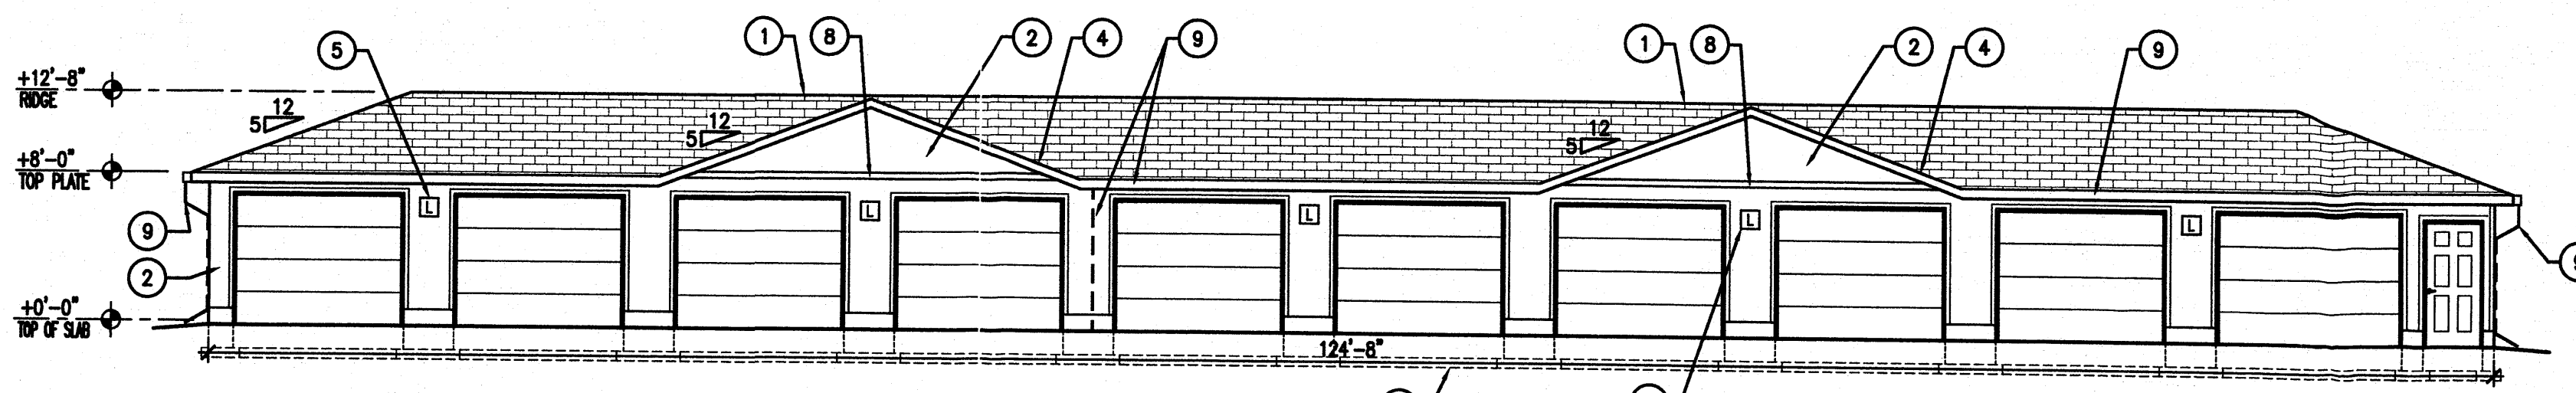 5 1 8 2 4 9 1 8 2 4 9
+12'-8"
RIDGE
12
5
12
5
12
5
+8'-0"
TOP PLATE
L L L L L
9
2
+0'-0"
TOP OF SLAB
124'-8"